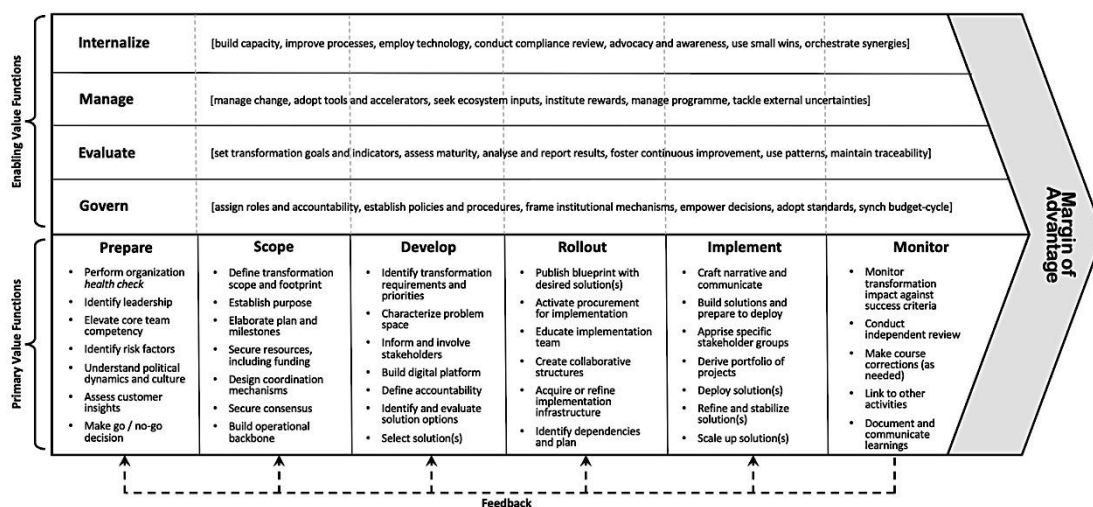 Enabling Value Functions
Internalize
[build capacity, improve processes, employ technology, conduct compliance review, advocacy and awareness, use small wins, orchestrate synergies]
Manage
[manage change, adopt tools and accelerators, seek ecosystem inputs, institute rewards, manage programme, tackle external uncertainties]
Evaluate
[set transformation goals and indicators, assess maturity, analyse and report results, foster continuous improvement, use patterns, maintain traceability]
Govern
[assign roles and accountability, establish policies and procedures, frame institutional mechanisms, empower decisions, adopt standards, synch budget-cycle]
Primary Value Functions
Prepare
• Perform organization
health check
• Identify leadership
• Elevate core team
competency
• Identify risk factors
• Understand political
dynamics and culture
• Assess customer
insights
• Make go / no-go
decision
Scope
• Define transformation
scope and footprint
• Establish purpose
• Elaborate plan and
milestones
• Secure resources,
including funding
• Design coordination
mechanisms
• Secure consensus
• Build operational
backbone
Develop
• Identify transformation
requirements and
priorities
• Characterize problem
space
• Inform and involve
stakeholders
• Build digital platform
• Define accountability
• Identify and evaluate
solution options
• Select solution(s)
Rollout
• Publish blueprint with
desired solution(s)
• Activate procurement
for implementation
• Educate implementation
team
• Create collaborative
structures
• Acquire or refine
implementation
infrastructure
• Identify dependencies
and plan
Implement
• Craft narrative and
communicate
• Build solutions and
prepare to deploy
• Apprise specific
stakeholder groups
• Derive portfolio of
projects
• Deploy solution(s)
• Refine and stabilize
solution(s)
• Scale up solution(s)
Monitor
• Monitor
transformation
impact against
success criteria
• Conduct
independent review
• Make course
corrections (as
needed)
• Link to other
activities
• Document and
communicate
learnings
Margin of
Advantage
Feedback